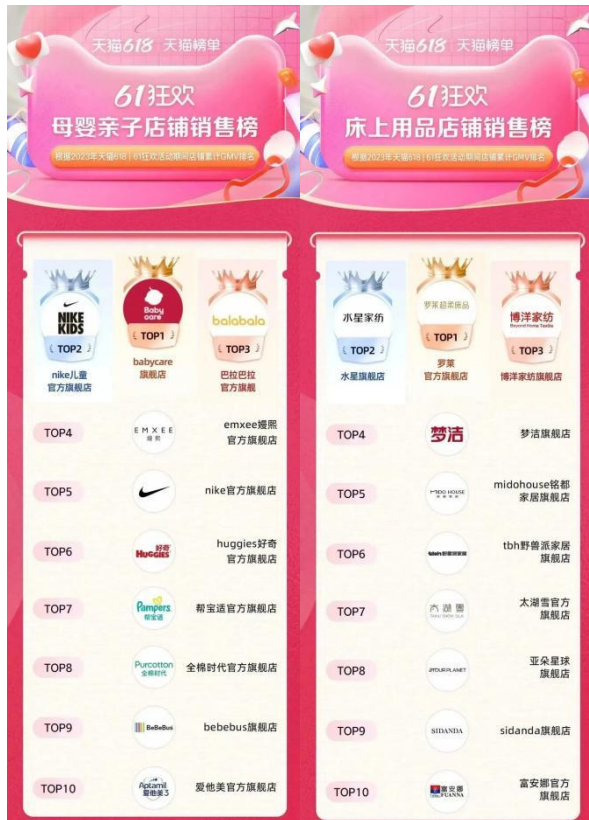 天猫618 天猫榜单
61狂欢
母婴亲子店铺销售榜
根据2023年天猫618|61狂欢活动期间店铺累计GMV排名
NIKE
KIDS
TOP2
nike儿童
官方旗舰店
Baby
care
TOP1
babycare
旗舰店
balabala
TOP3
巴拉巴拉
官方旗舰
TOP4
EMXEE
嫚熙
emxee嫚熙
官方旗舰店
TOP5
nike官方旗舰店
TOP6
好奇
HUGGIES
huggies好奇
官方旗舰店
TOP7
Pampers
帮宝适
帮宝适官方旗舰店
TOP8
Purcotton
全棉时代
全棉时代官方旗舰店
TOP9
BeBeBus
bebebus旗舰店
TOP10
Aptamil
爱他美3
爱他美官方旗舰店
天猫618 天猫榜单
61狂欢
床上用品店铺销售榜
根据2023年天猫618|61狂欢活动期间店铺累计GMV排名
水星家纺
TOP2
水星旗舰店
罗莱超柔床品
TOP1
罗莱
官方旗舰店
博洋家纺
Beyond Home Textile
TOP3
博洋家纺旗舰店
TOP4
梦洁
梦洁旗舰店
TOP5
MIDO HOUSE
midohouse铭都
家居旗舰店
TOP6
tbh野兽派家居
tbh野兽派家居
旗舰店
TOP7
太湖雪
太湖雪官方
旗舰店
TOP8
ATOUR PLANET
亚朵星球
旗舰店
TOP9
SIDANDA
sidanda旗舰店
TOP10
富安娜
FUANNA
富安娜官方
旗舰店